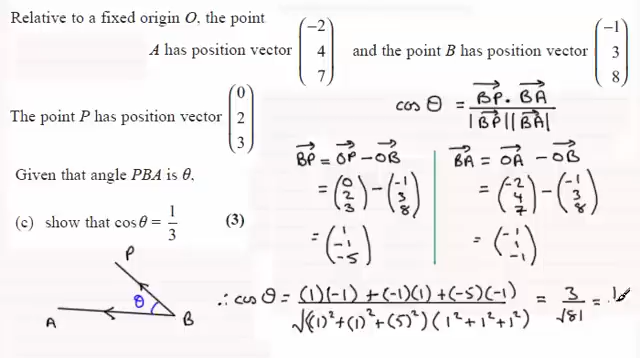 Relative to a fixed origin O, the point
A has position vector (−2 4 7) and the point B has position vector (−1 3 8)
The point P has position vector (0 2 3)
Given that angle PBA is θ,
(c) show that cosθ = 1/3 (3)
cos θ = BP⃗ . BA⃗ / |BP⃗||BA⃗|
BP⃗ = OP⃗ − OB⃗
= (0 2 3) − (−1 3 8)
= (1 −1 −5)
BA⃗ = OA⃗ − OB⃗
= (−2 4 7) − (−1 3 8)
= (−1 1 −1)
P
θ
A B
∴ cos θ = (1)(−1) + (−1)(1) + (−5)(−1) / √((1)² + (1)² + (5)²)(1² + 1² + 1²) = 3/√81 = 1